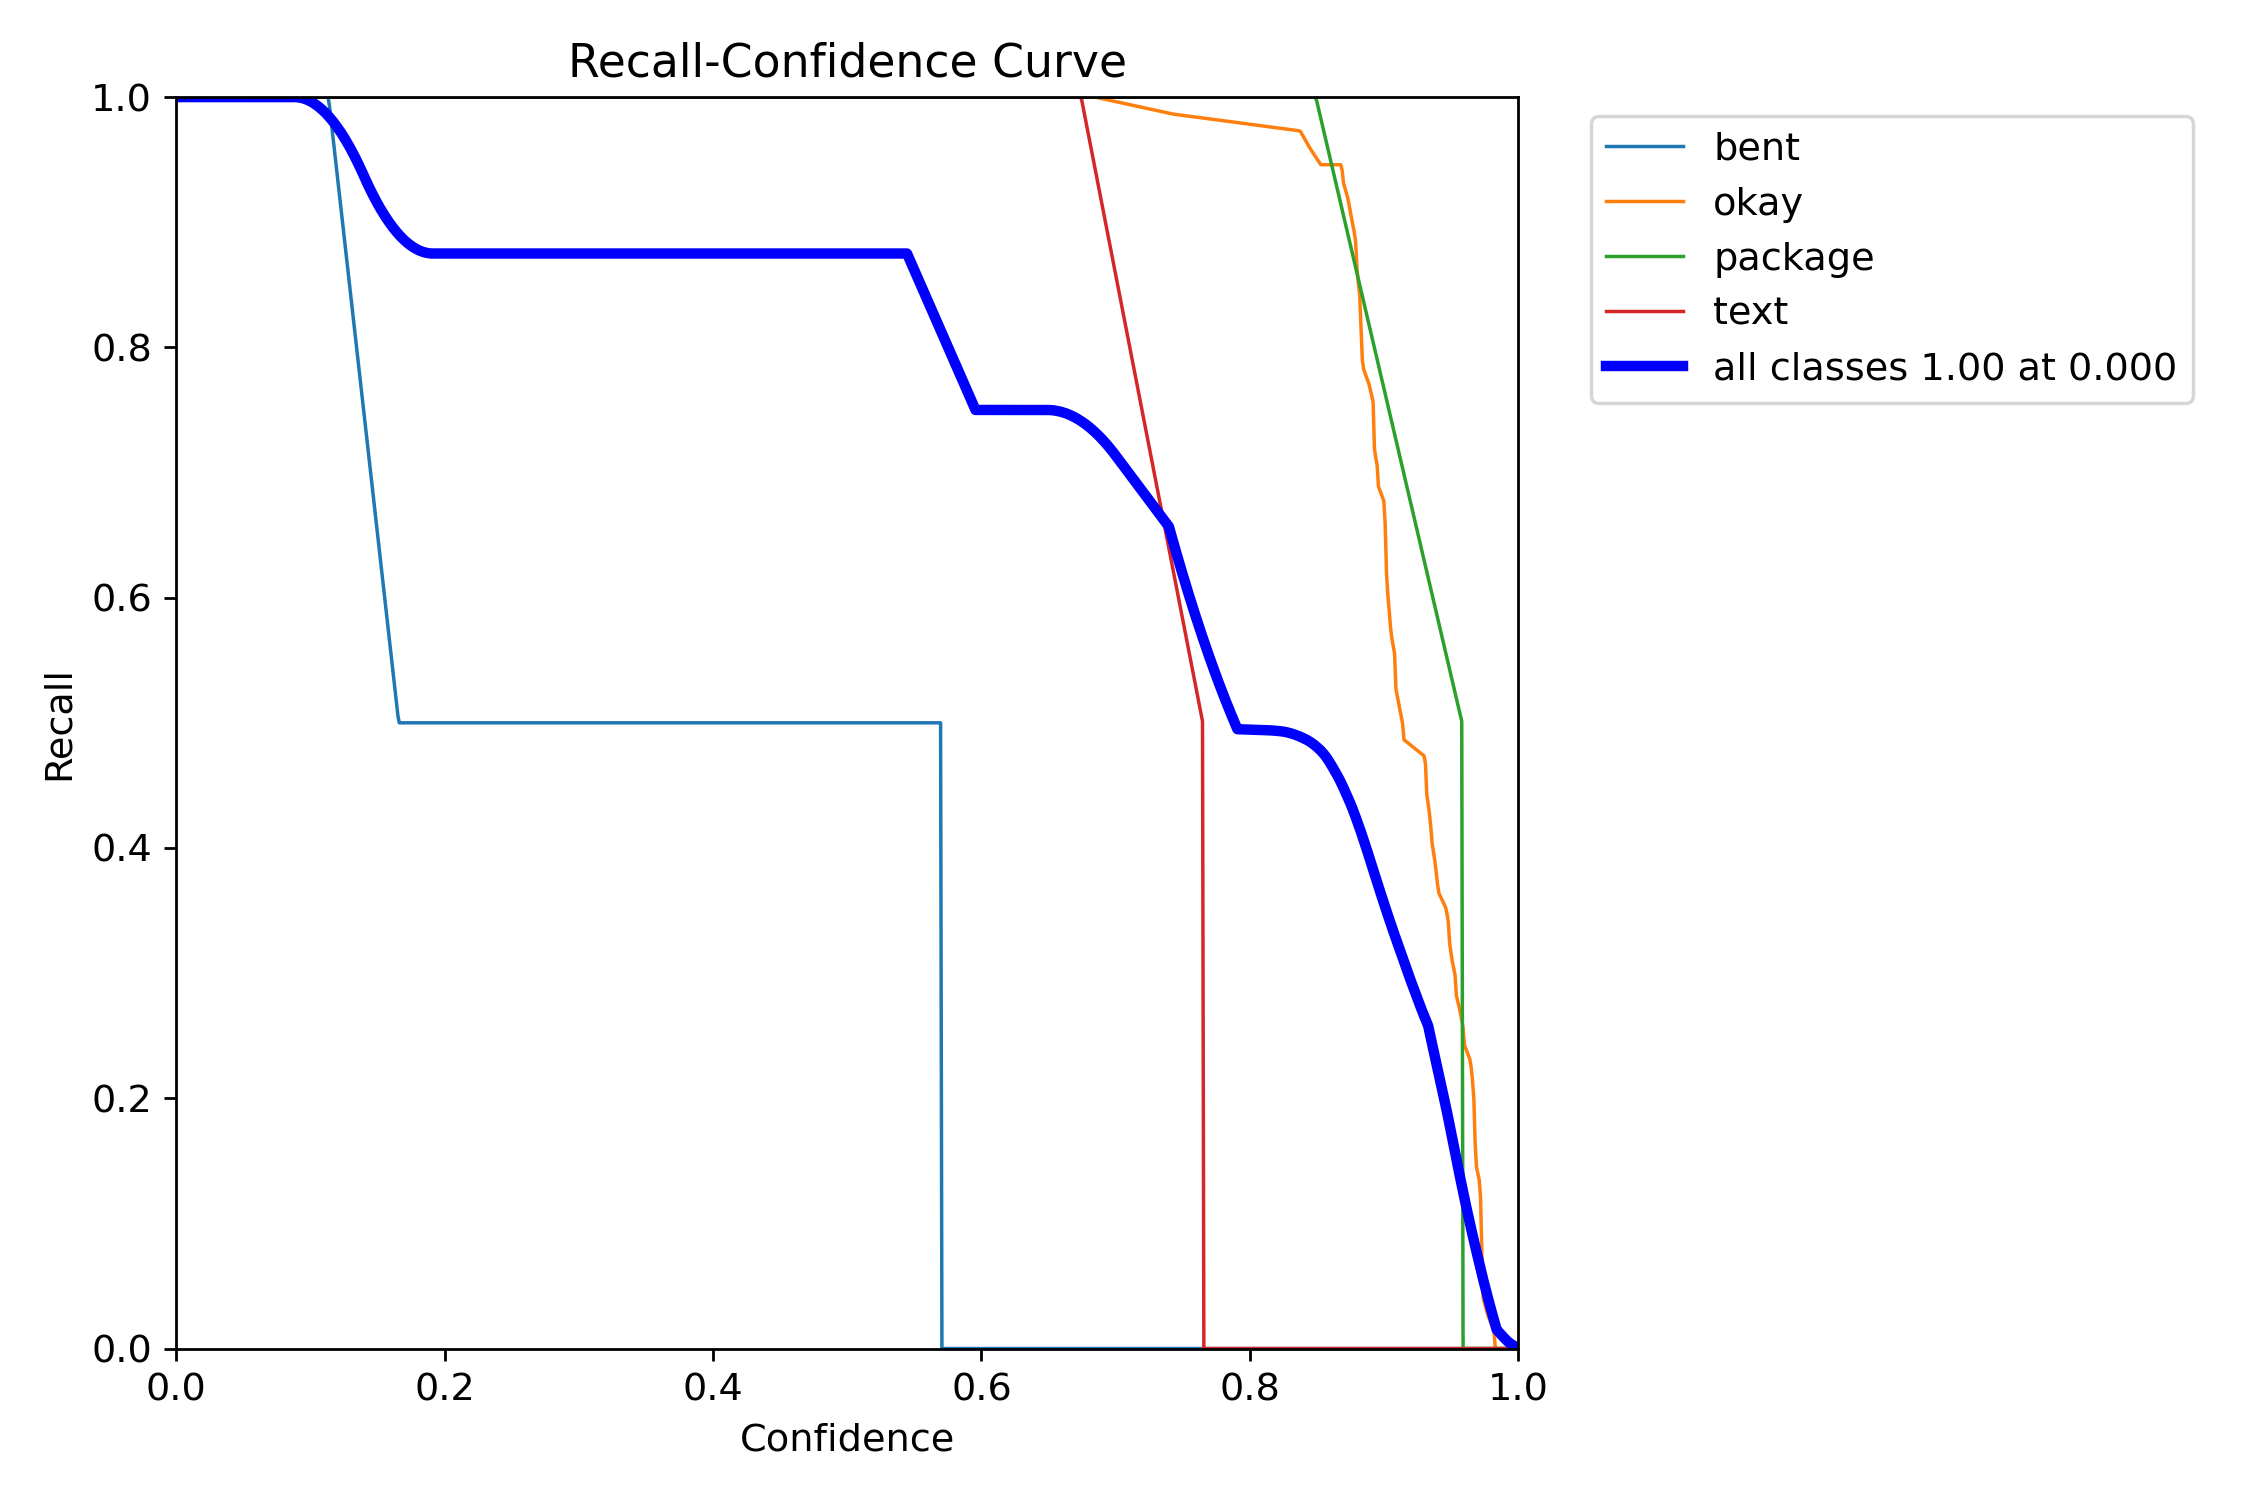 Recall-Confidence Curve
1.0
0.8
0.6
0.4
0.2
0.0
Recall
0.0 0.2 0.4 0.6 0.8 1.0
Confidence
bent
okay
package
text
all classes 1.00 at 0.000